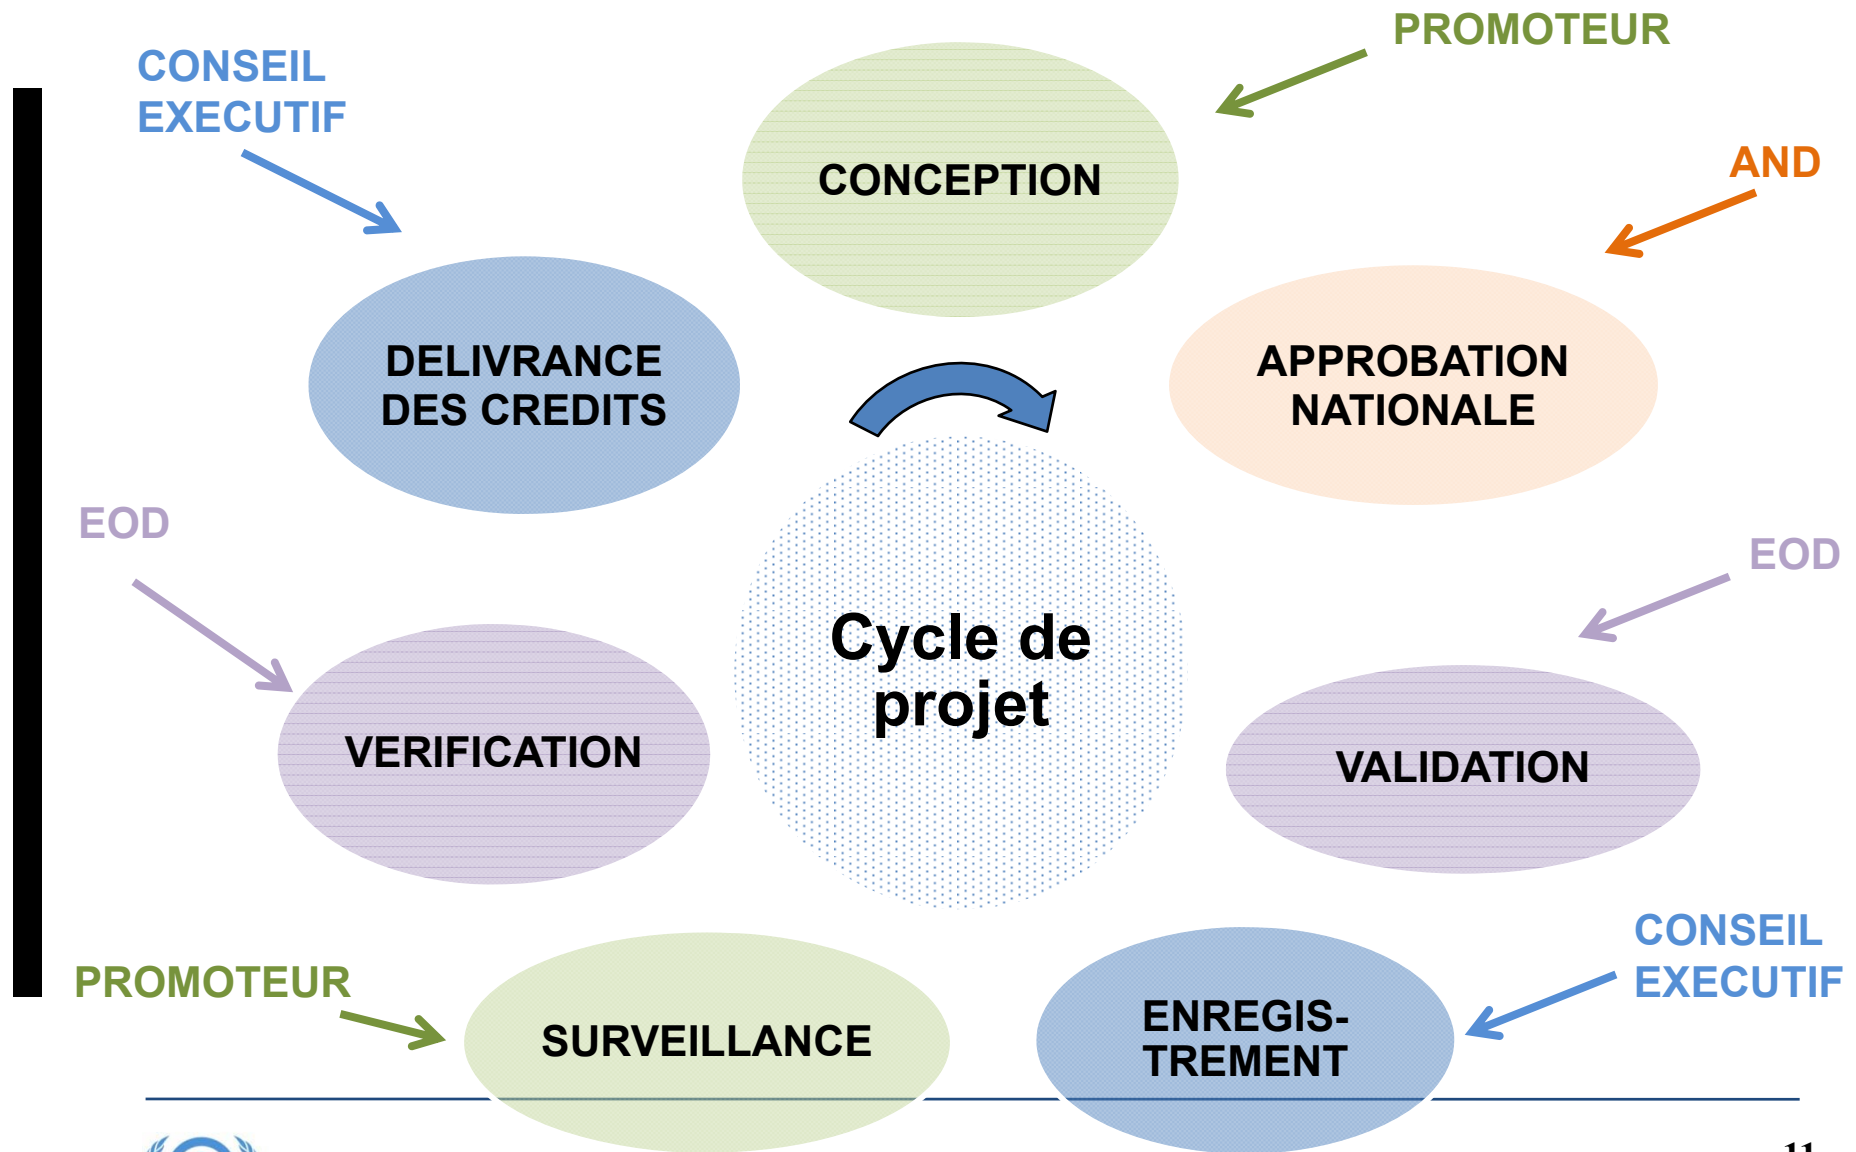 PROMOTEUR
CONSEIL
EXECUTIF
CONCEPTION
AND
DELIVRANCE
DES CREDITS
APPROBATION
NATIONALE
EOD
EOD
Cycle de
projet
VERIFICATION
VALIDATION
PROMOTEUR
SURVEILLANCE
ENREGIS-
TREMENT
CONSEIL
EXECUTIF
11